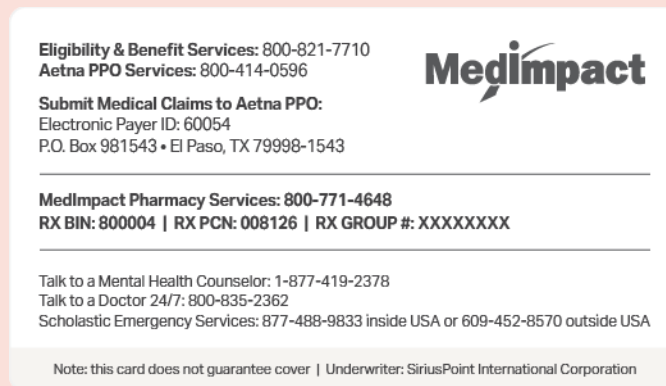 Eligibility & Benefit Services: 800-821-7710
Aetna PPO Services: 800-414-0596
MedImpact
Submit Medical Claims to Aetna PPO:
Electronic Payer ID: 60054
P.O. Box 981543 • El Paso, TX 79998-1543
MedImpact Pharmacy Services: 800-771-4648
RX BIN: 800004 | RX PCN: 008126 | RX GROUP #: XXXXXXXX
Talk to a Mental Health Counselor: 1-877-419-2378
Talk to a Doctor 24/7: 800-835-2362
Scholastic Emergency Services: 877-488-9833 inside USA or 609-452-8570 outside USA
Note: this card does not guarantee cover | Underwriter: SiriusPoint International Corporation